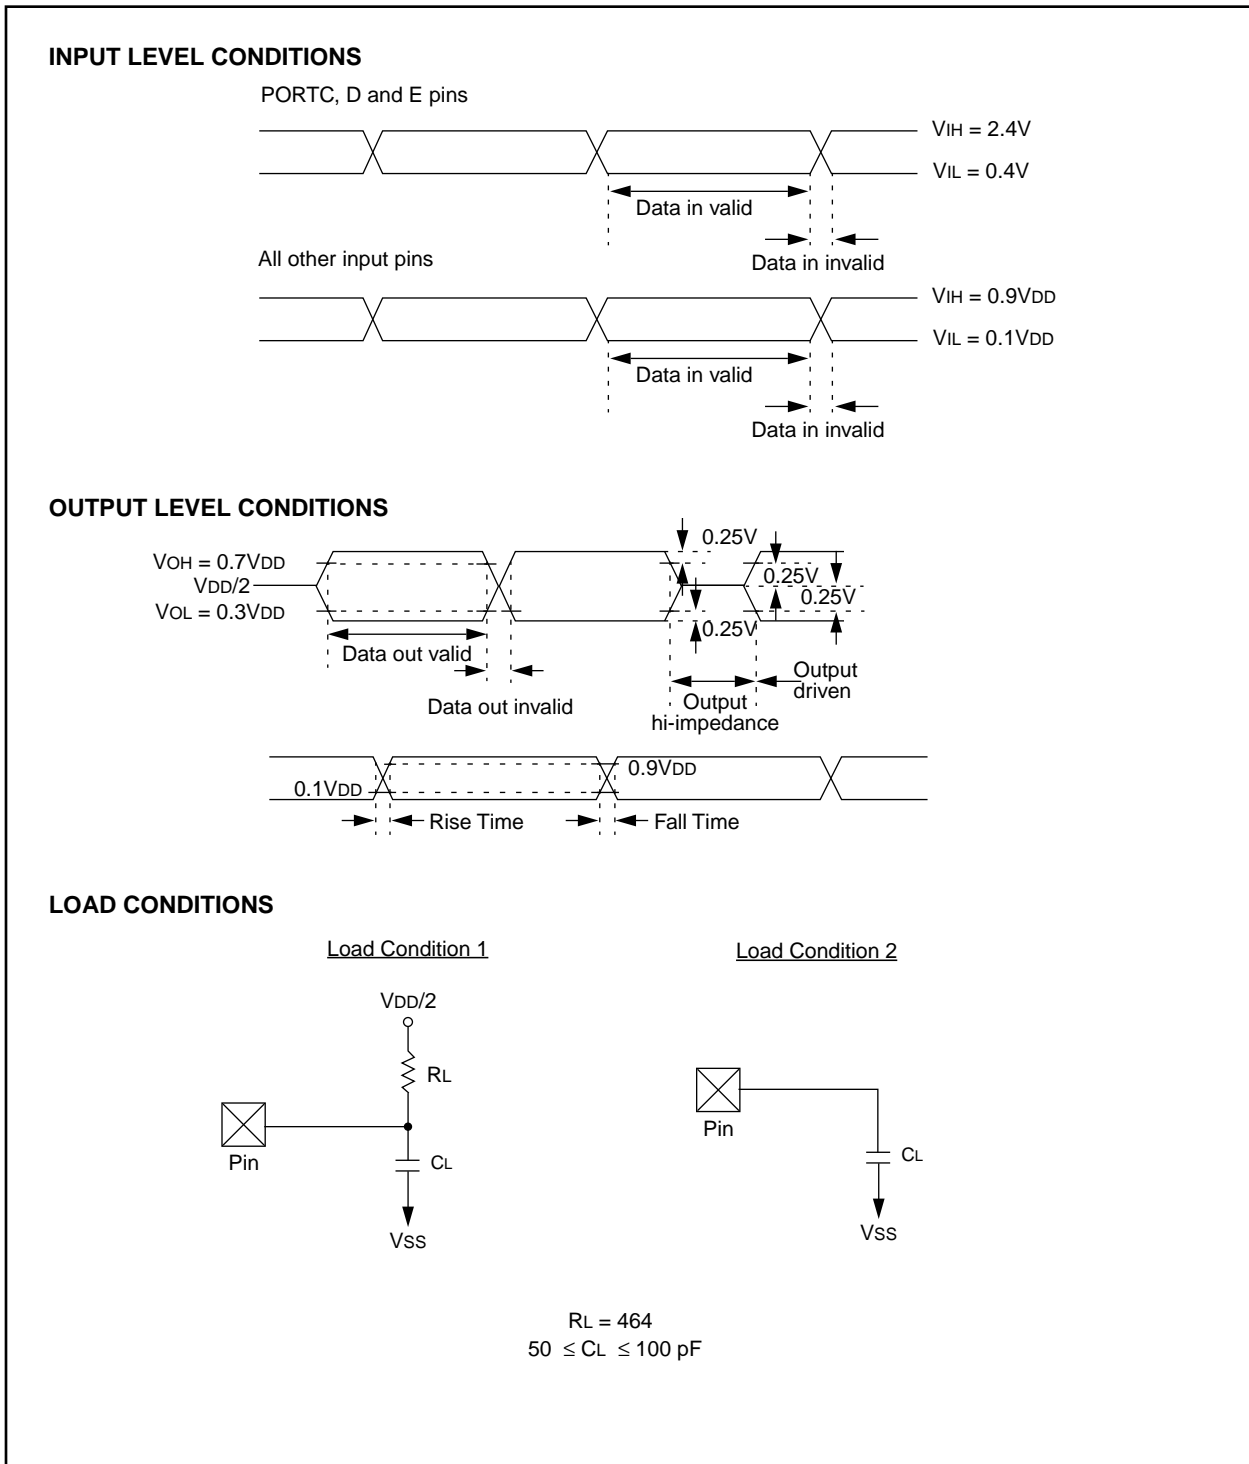 INPUT LEVEL CONDITIONS
PORTC, D and E pins
VIH = 2.4V
VIL = 0.4V
Data in valid
Data in invalid
All other input pins
VIH = 0.9VDD
VIL = 0.1VDD
Data in valid
Data in invalid
OUTPUT LEVEL CONDITIONS
0.25V
VOH = 0.7VDD
VDD/2
0.25V
0.25V
VOL = 0.3VDD
0.25V
Data out valid
Output
driven
Data out invalid
Output
hi-impedance
0.9VDD
0.1VDD
Rise Time
Fall Time
LOAD CONDITIONS
Load Condition 1
Load Condition 2
VDD/2
RL
Pin
CL
VSS
Pin
CL
VSS
RL = 464
50 ≤ CL ≤ 100 pF